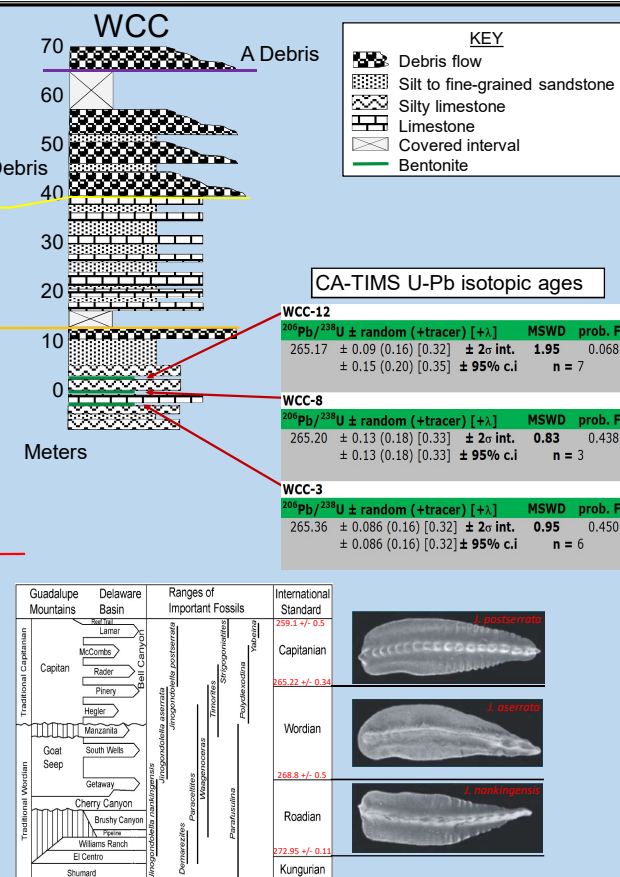 WCC
70
60
50
40
30
20
10
0
Meters
A Debris
Debris
KEY
Debris flow
Silt to fine-grained sandstone
Silty limestone
Limestone
Covered interval
Bentonite
CA-TIMS U-Pb isotopic ages
WCC-12
206Pb/238U ± random (+tracer) [+λ] MSWD prob. F
265.17 ± 0.09 (0.16) [0.32] ± 2σ int. 1.95 0.068
± 0.15 (0.20) [0.35] ± 95% c.i n = 7
WCC-8
206Pb/238U ± random (+tracer) [+λ] MSWD prob. F
265.20 ± 0.13 (0.18) [0.33] ± 2σ int. 0.83 0.438
± 0.13 (0.18) [0.33] ± 95% c.i n = 3
WCC-3
206Pb/238U ± random (+tracer) [+λ] MSWD prob. F
265.36 ± 0.086 (0.16) [0.32] ± 2σ int. 0.95 0.450
± 0.086 (0.16) [0.32] ± 95% c.i n = 6
Guadalupe Mountains
Delaware Basin
Ranges of Important Fossils
International Standard
Traditional Capitanian
Traditional Wordian
Capitan
Goat Seep
Reef Trail
Lamar
McCombs
Rader
Pinery
Hegler
Bell Canyon
Manzanita
South Wells
Getaway
Cherry Canyon
Brushy Canyon
Pipeline
Williams Ranch
El Centro
Shumard
Jinogondolella nankingensis
Jinogondolella aserrata
Jinogondolella postserrata
Demarezites
Paraceltites
Waagenoceras
Timorites
Strigogoniatites
Parafusulina
Polydiexodina
Yabeina
259.1 +/- 0.5
Capitanian
265.22 +/- 0.34
Wordian
268.8 +/- 0.5
Roadian
272.95 +/- 0.11
Kungurian
J. postserrata
J. aserrata
J. nankingensis